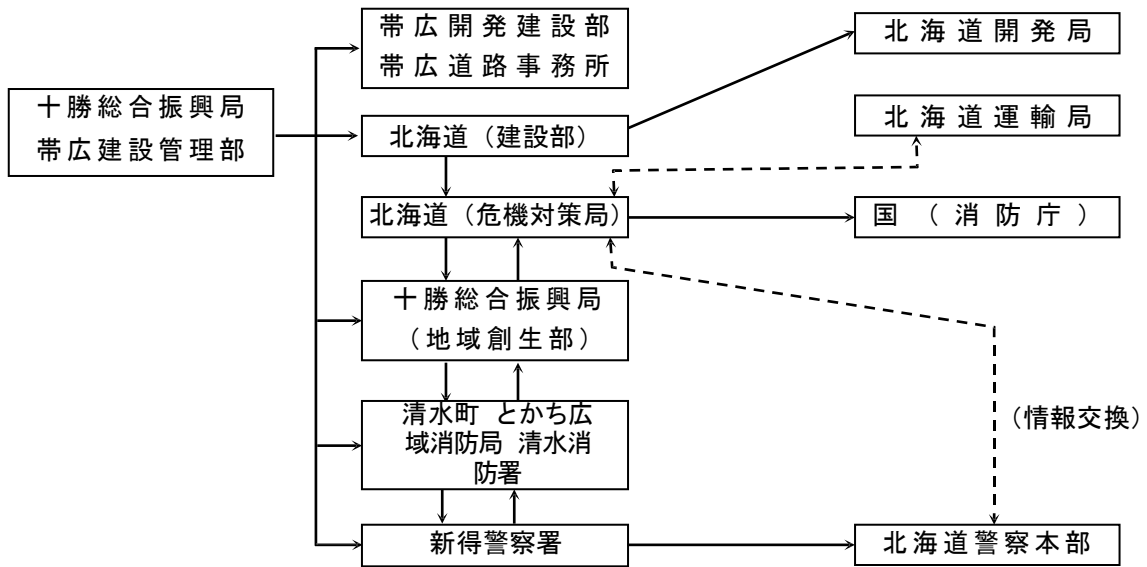 十勝総合振興局
帯広建設管理部
帯広開発建設部
帯広道路事務所
北海道（建設部）
北海道（危機対策局）
十勝総合振興局
（地域創生部）
清水町 とかち広
域消防局 清水消
防署
新得警察署
北海道開発局
北海道運輸局
国（消防庁）
（情報交換）
北海道警察本部